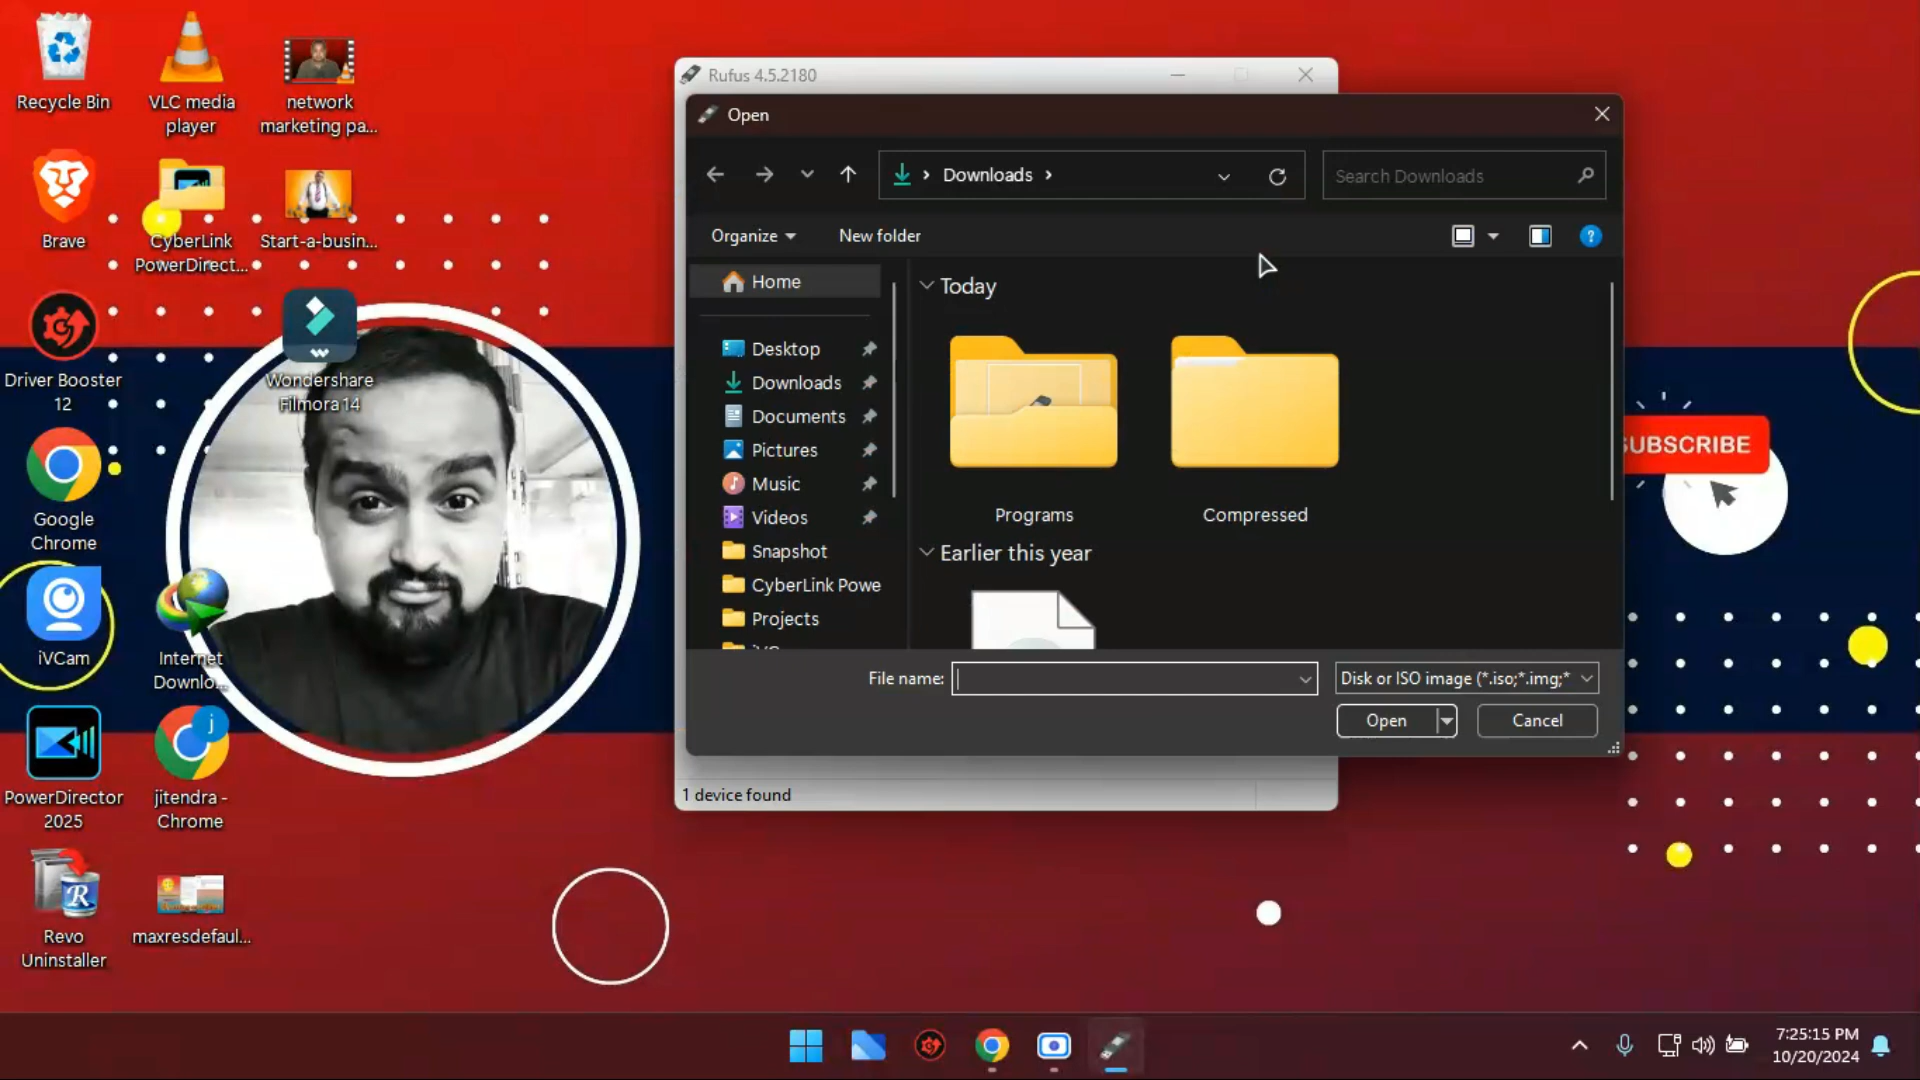 Recycle Bin
VLC media
player
network
marketing pa...
Brave
CyberLink
PowerDirect...
Start-a-busin...
Driver Booster
12
Wondershare
Filmora 14
Google
Chrome
iVCam
Internet
Downlo...
PowerDirector
2025
jitendra -
Chrome
j
Revo
Uninstaller
R
maxresdefaul...
Rufus 4.5.2180
Open
Downloads
Search Downloads
Organize
New folder
?
Home
Desktop
Downloads
Documents
Pictures
Music
Videos
Snapshot
CyberLink Powe
Projects
Today
Programs
Compressed
Earlier this year
File name:
Disk or ISO image (*.iso;*.img;*
Open
Cancel
1 device found
SUBSCRIBE
7:25:15 PM
10/20/2024